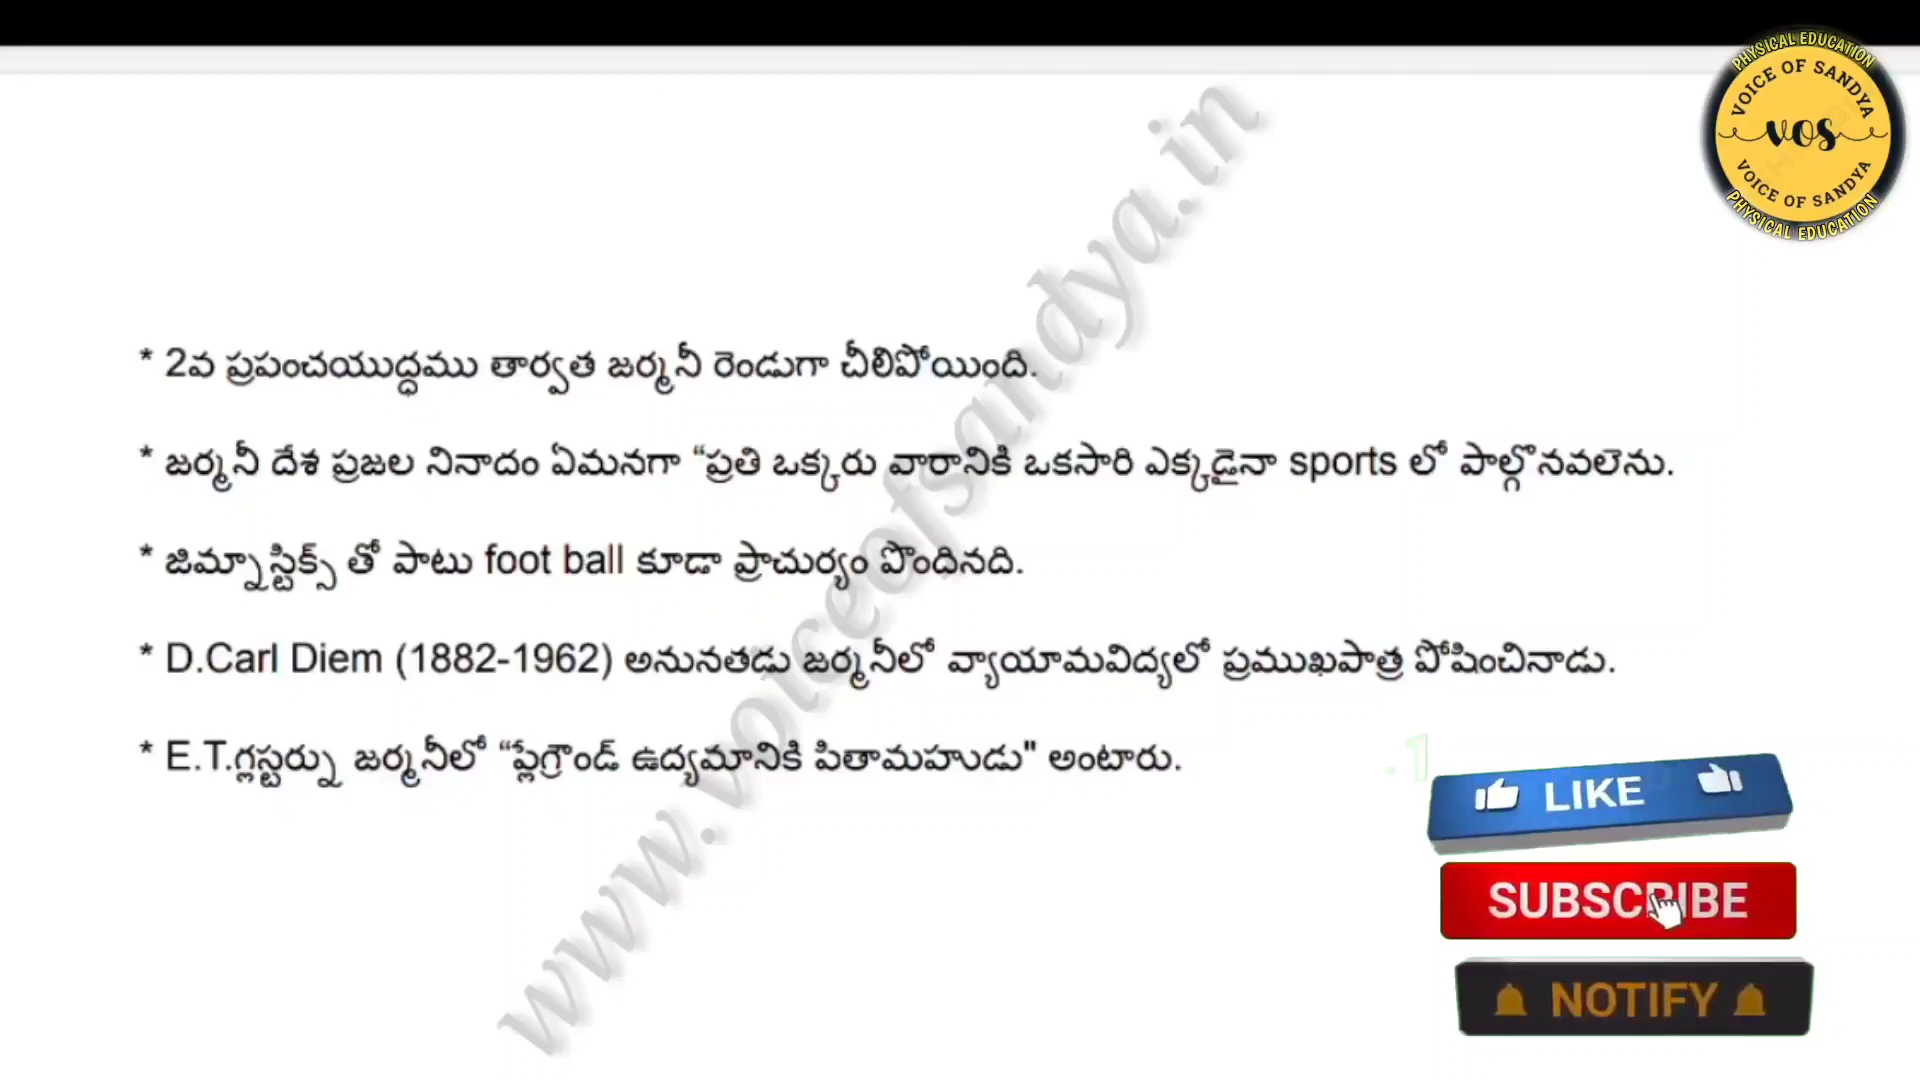 PHYSICAL EDUCATION
VOICE OF SANDYA
vos
VOICE OF SANDYA
PHYSICAL EDUCATION
www.voiceofsandya.in
* 2వ ప్రపంచయుద్ధము తార్వత జర్మనీ రెండుగా చీలిపోయింది.
* జర్మనీ దేశ ప్రజల నినాదం ఏమనగా “ప్రతి ఒక్కరు వారానికి ఒకసారి ఎక్కడైనా sports లో పాల్గొనవలెను.
* జిమ్నాస్టిక్స్ తో పాటు foot ball కూడా ప్రాచుర్యం పొందినది.
* D.Carl Diem (1882-1962) అనునతడు జర్మనీలో వ్యాయామవిద్యలో ప్రముఖపాత్ర పోషించినాడు.
* E.T.గ్లస్టర్ను జర్మనీలో “ప్లేగ్రౌండ్ ఉద్యమానికి పితామహుడు" అంటారు.
.1
LIKE
SUBSCRIBE
NOTIFY